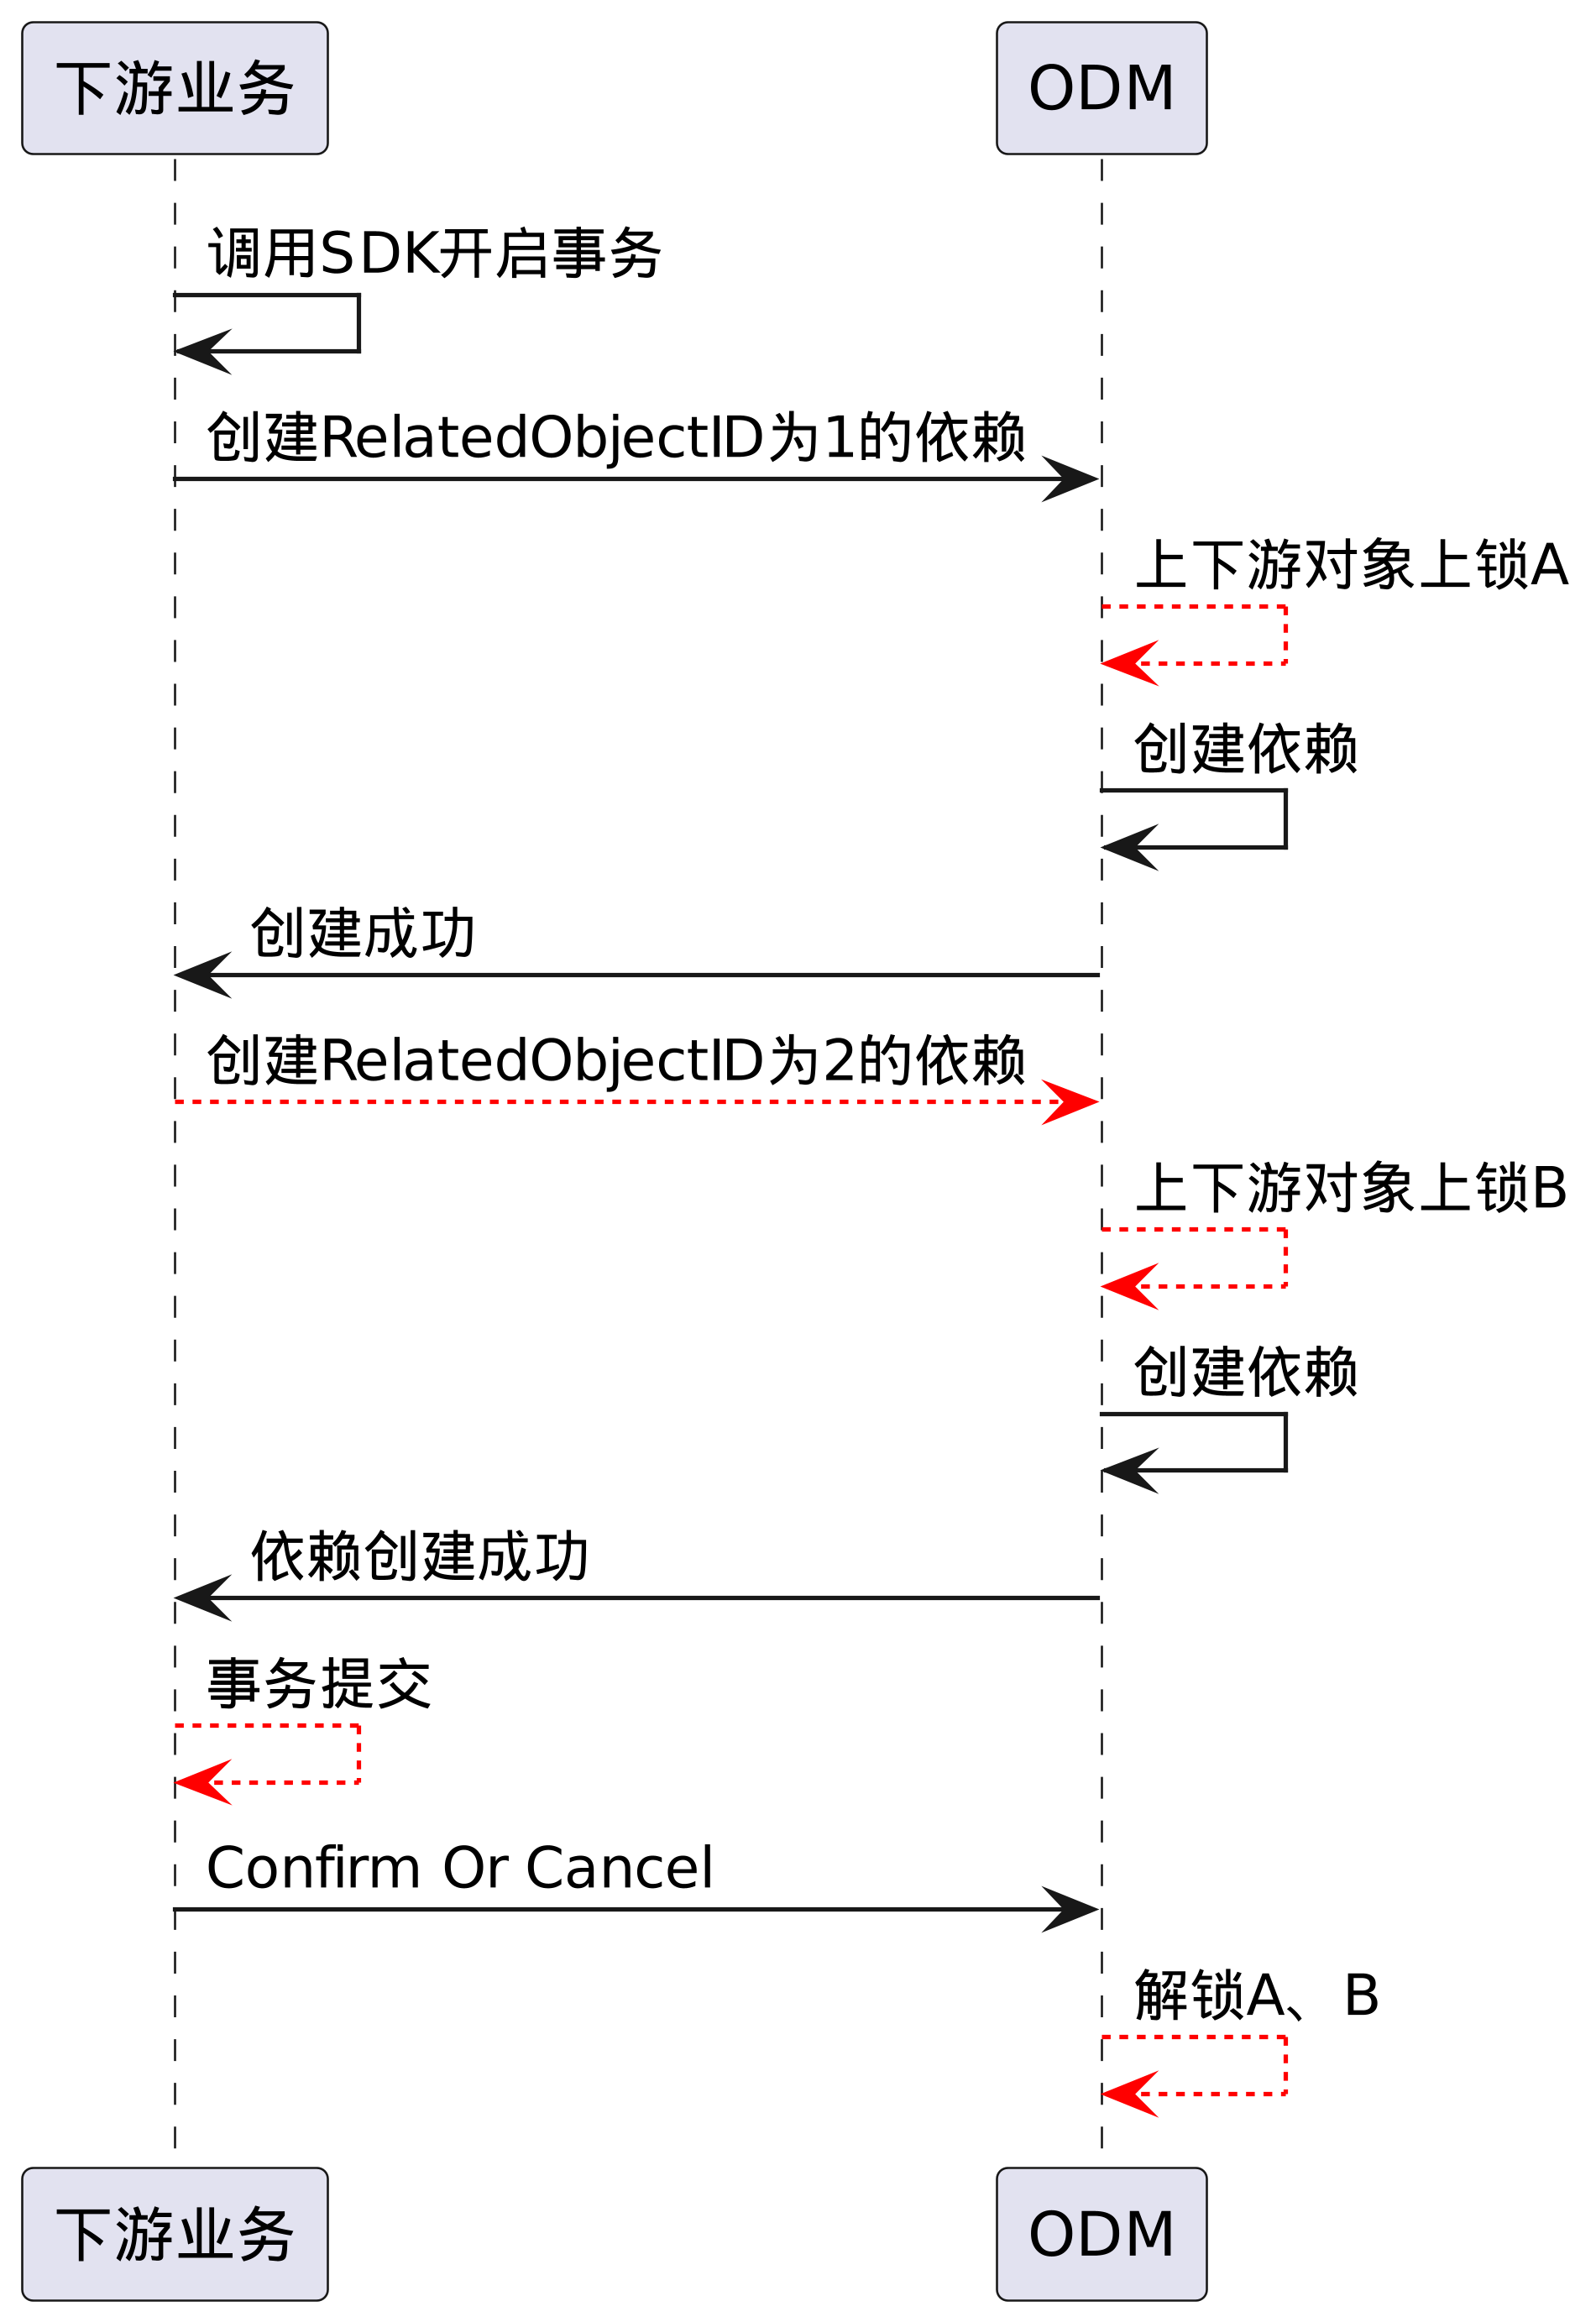 下游业务
ODM
调用SDK开启事务
创建RelatedObjectID为1的依赖
上下游对象上锁A
创建依赖
创建成功
创建RelatedObjectID为2的依赖
上下游对象上锁B
创建依赖
依赖创建成功
事务提交
Confirm Or Cancel
解锁A、B
下游业务
ODM